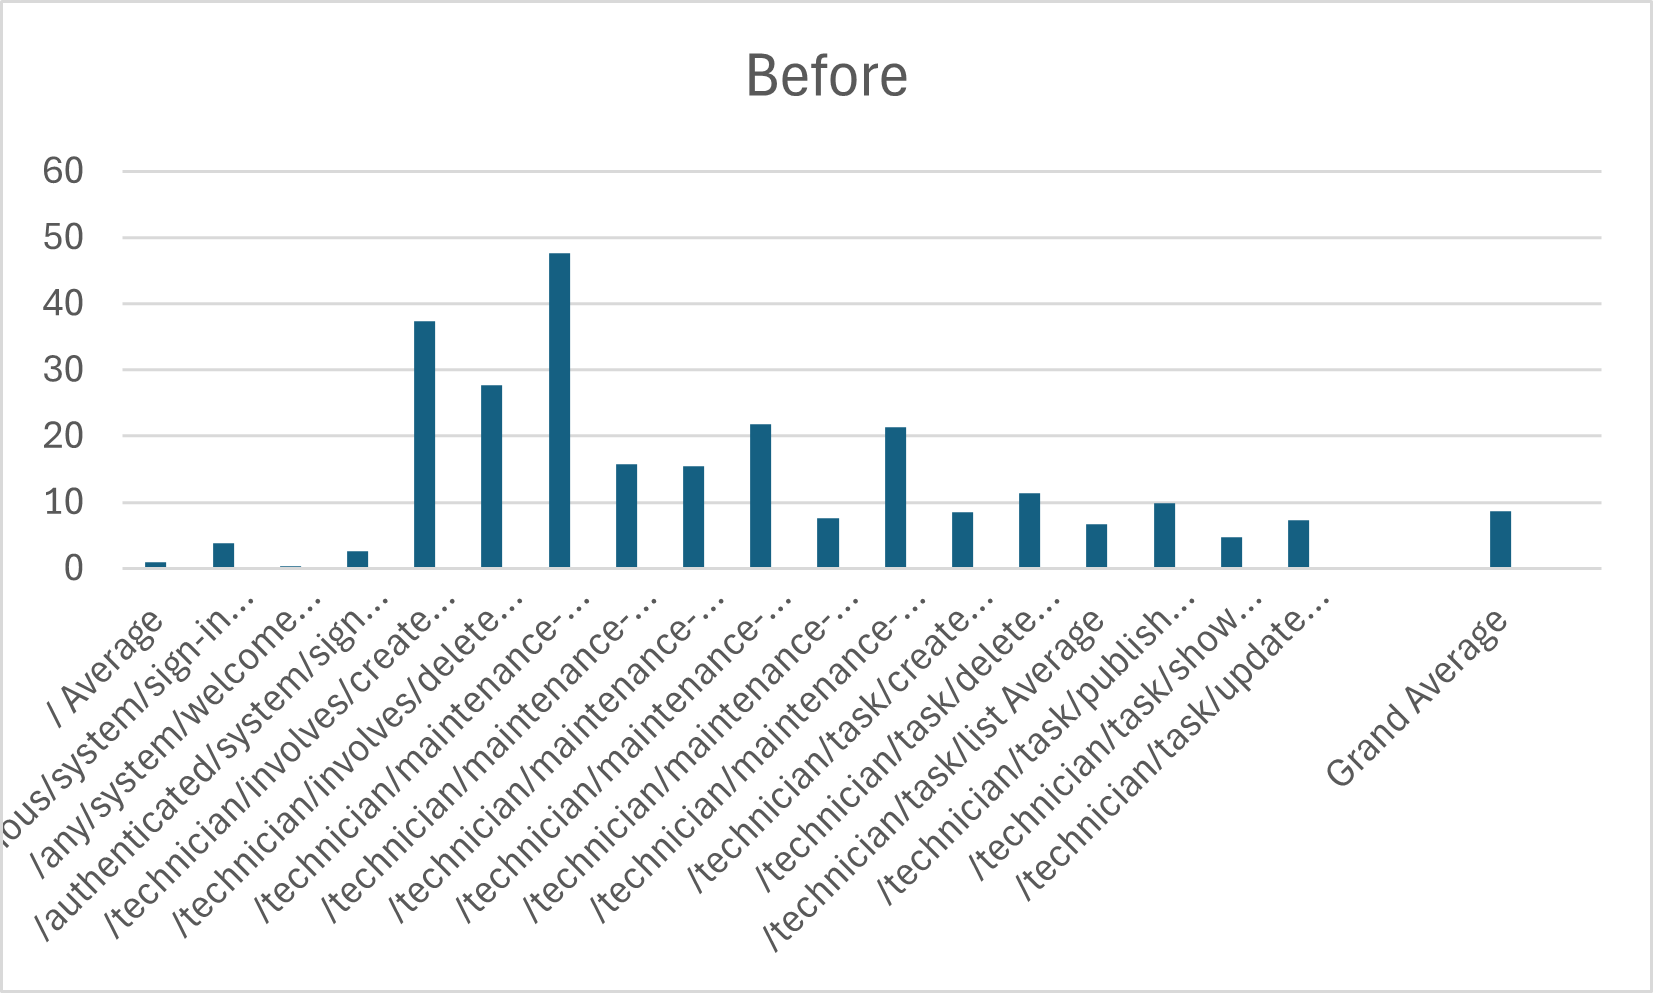 Before
60
50
40
30
20
10
0
/ Average
ious/system/sign-in...
/any/system/welcome...
/authenticated/system/sign...
/technician/involves/create...
/technician/involves/delete...
/technician/maintenance-...
/technician/maintenance-...
/technician/maintenance-...
/technician/maintenance-...
/technician/maintenance-...
/technician/maintenance-...
/technician/task/create...
/technician/task/delete...
/technician/task/list Average
/technician/task/publish...
/technician/task/show...
/technician/task/update...
Grand Average